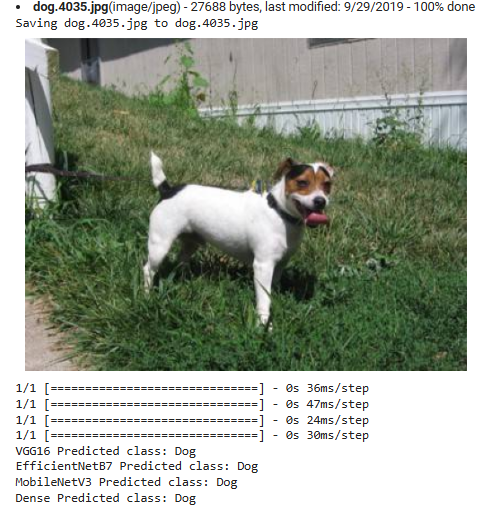 • dog.4035.jpg(image/jpeg) - 27688 bytes, last modified: 9/29/2019 - 100% done
Saving dog.4035.jpg to dog.4035.jpg
1/1 [==============================] - 0s 36ms/step
1/1 [==============================] - 0s 47ms/step
1/1 [==============================] - 0s 24ms/step
1/1 [==============================] - 0s 30ms/step
VGG16 Predicted class: Dog
EfficientNetB7 Predicted class: Dog
MobileNetV3 Predicted class: Dog
Dense Predicted class: Dog